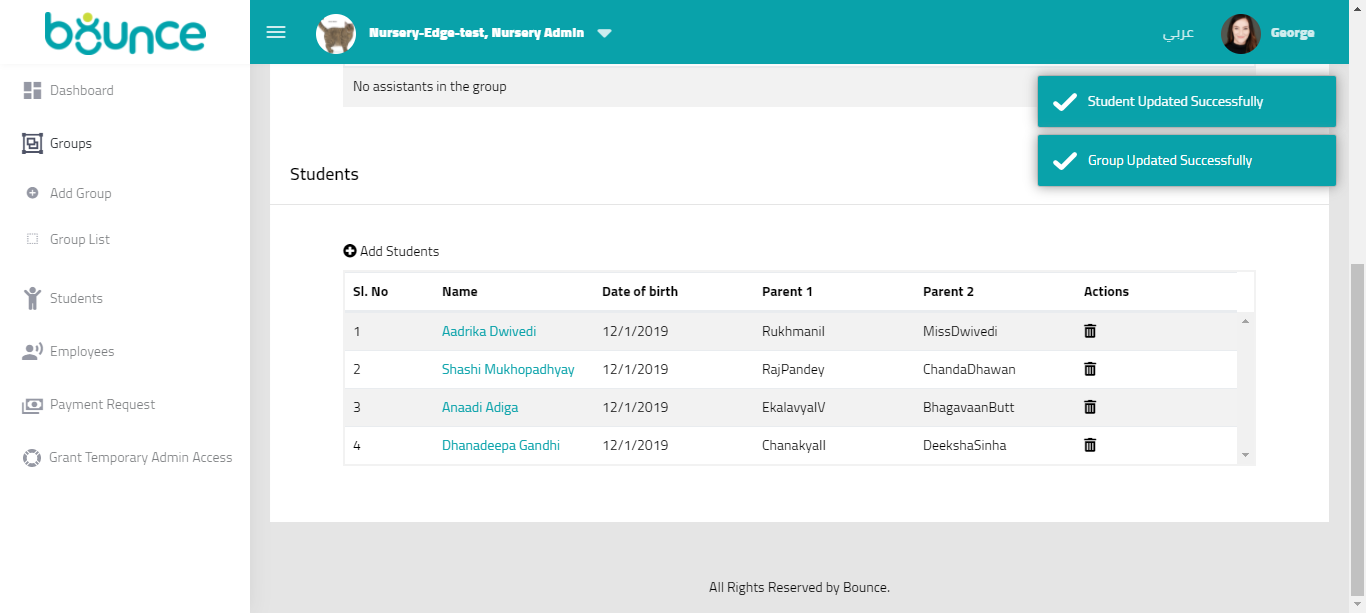 bounce
Nursery-Edge-test, Nursery Admin
عربي
George
Dashboard
Groups
Add Group
Group List
Students
Employees
Payment Request
Grant Temporary Admin Access
No assistants in the group
Student Updated Successfully
Group Updated Successfully
Students
Add Students
Sl. No Name Date of birth Parent 1 Parent 2 Actions
1 Aadrika Dwivedi 12/1/2019 RukhmaniI MissDwivedi
2 Shashi Mukhopadhyay 12/1/2019 RajPandey ChandaDhawan
3 Anaadi Adiga 12/1/2019 EkalavyaIV BhagavaanButt
4 Dhanadeepa Gandhi 12/1/2019 ChanakyaII DeekshaSinha
All Rights Reserved by Bounce.